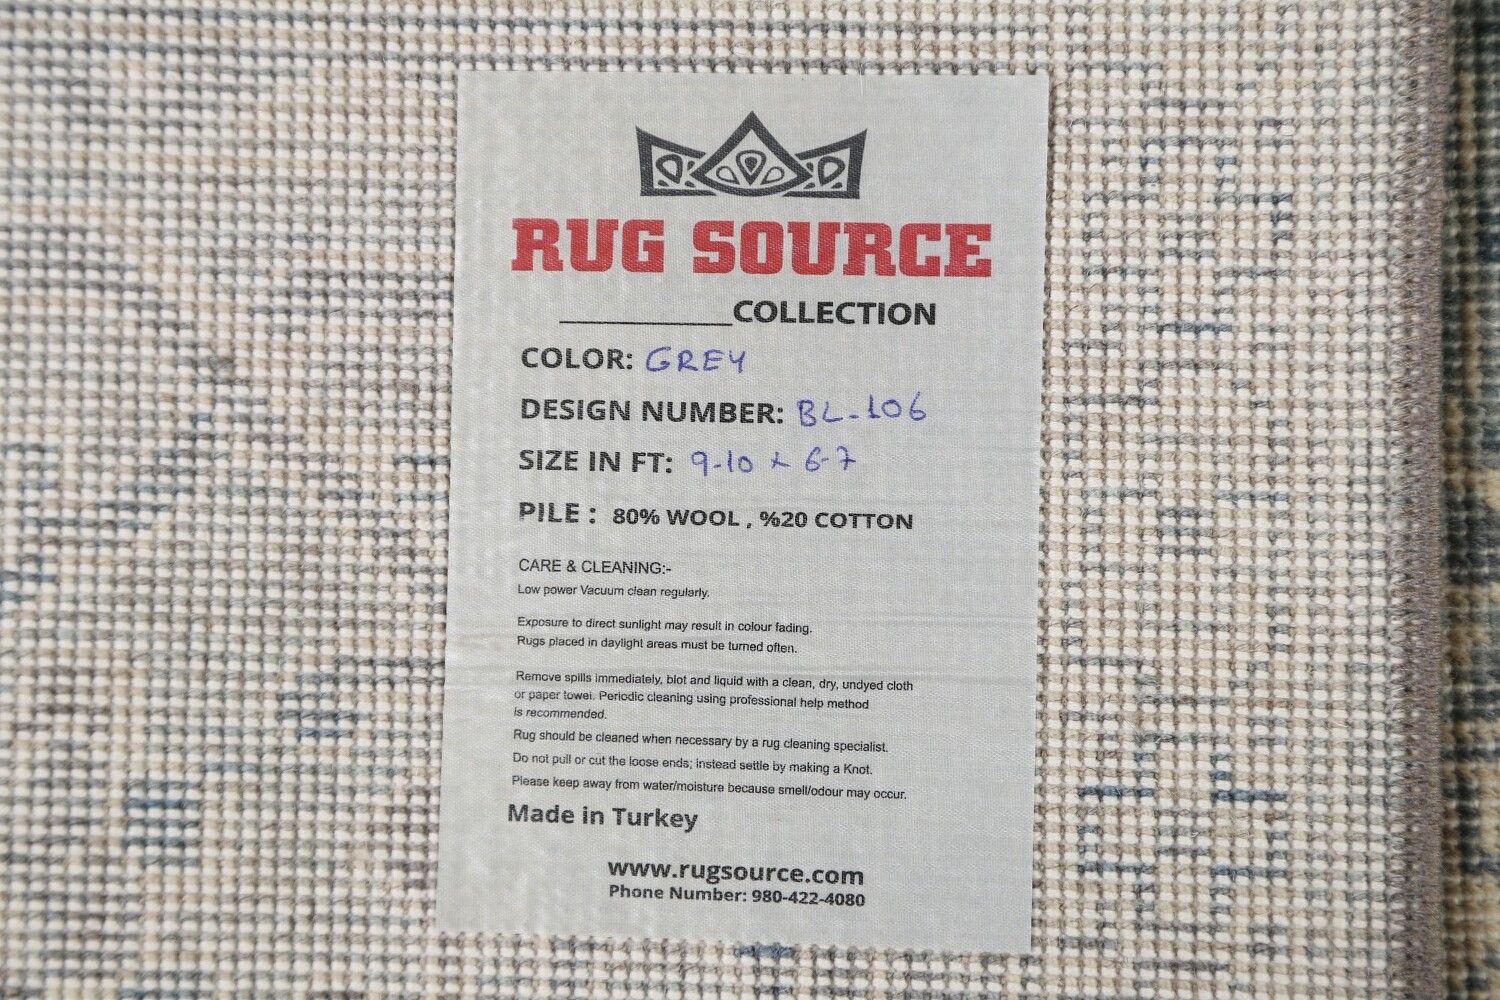 RUG SOURCE
____________COLLECTION
COLOR: GREY
DESIGN NUMBER: BL-106
SIZE IN FT: 9-10 x 6-7
PILE : 80% WOOL , %20 COTTON
CARE & CLEANING:-
Low power Vacuum clean regularly.
Exposure to direct sunlight may result in colour fading.
Rugs placed in daylight areas must be turned often.
Remove spills immediately, blot and liquid with a clean, dry, undyed cloth
or paper towel. Periodic cleaning using professional help method
is recommended.
Rug should be cleaned when necessary by a rug cleaning specialist.
Do not pull or cut the loose ends; instead settle by making a Knot.
Please keep away from water/moisture because smell/odour may occur.
Made in Turkey
www.rugsource.com
Phone Number: 980-422-4080